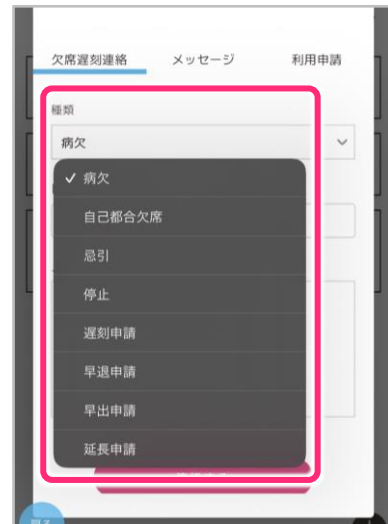 欠席遅刻連絡 メッセージ 利用申請
種類
病欠
✓ 病欠
自己都合欠席
忌引
停止
遅刻申請
早退申請
早出申請
延長申請